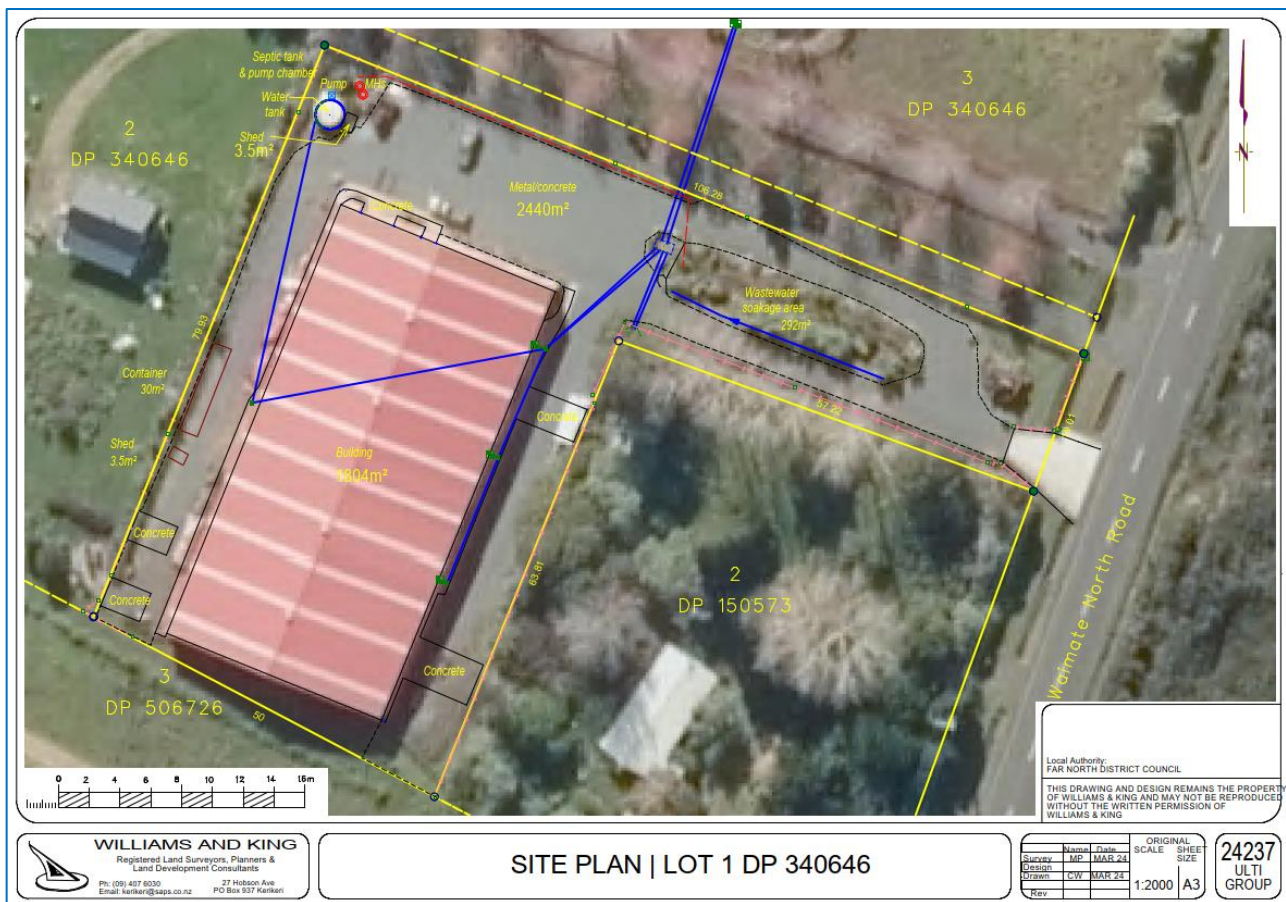 Septic tank
& pump chamber
Pump
MHs
Water
tank
Shed
3.5m²
2
DP 340646
3
DP 340646
N
Metal/concrete
2440m²
106.28
Concrete
Wastewater
soakage area
292m²
79.93
Container
30m²
57.22
Concrete
Shed
3.5m²
Building
1804m²
Concrete
Concrete
63.81
2
DP 150573
Waimate North Road
Concrete
3
DP 506726
50
0 2 4 6 8 10 12 14 16m
Local Authority:
FAR NORTH DISTRICT COUNCIL
THIS DRAWING AND DESIGN REMAINS THE PROPERTY
OF WILLIAMS & KING AND MAY NOT BE REPRODUCED
WITHOUT THE WRITTEN PERMISSION OF
WILLIAMS & KING
WILLIAMS AND KING
Registered Land Surveyors, Planners &
Land Development Consultants
Ph: (09) 407 6030 27 Hobson Ave
Email: kerikeri@saps.co.nz PO Box 937 Kerikeri
SITE PLAN | LOT 1 DP 340646
Name Date
Survey MP MAR 24
Design
Drawn CW MAR 24
Rev
ORIGINAL
SCALE SHEET
SIZE
1:2000 A3
24237
ULTI
GROUP